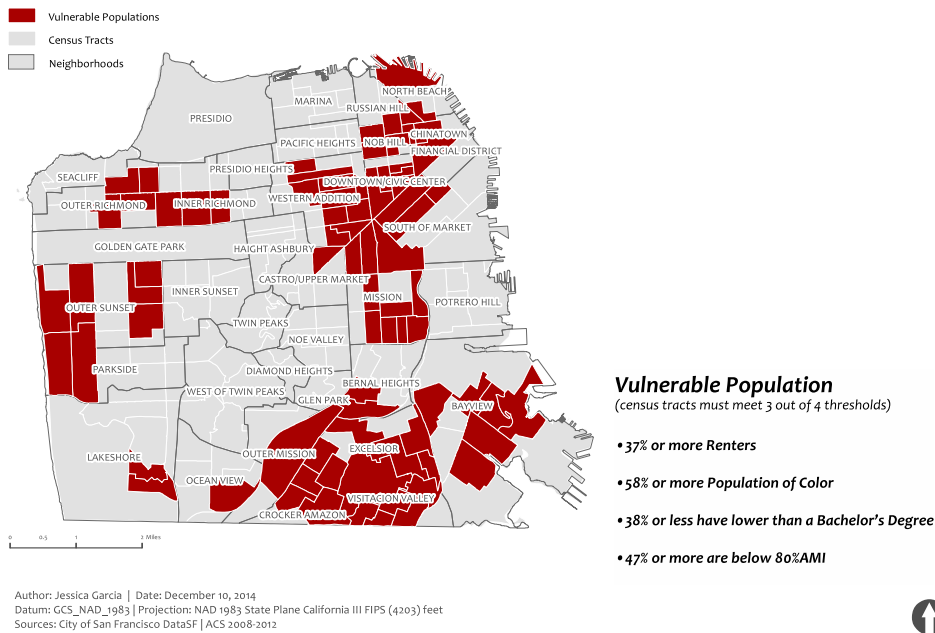 Vulnerable Populations
Census Tracts
Neighborhoods
NORTH BEACH
MARINA
RUSSIAN HILL
PRESIDIO
CHINATOWN
PACIFIC HEIGHTS
NOB HILL
FINANCIAL DISTRICT
PRESIDIO HEIGHTS
SEACLIFF
DOWNTOWN/CIVIC CENTER
WESTERN ADDITION
OUTER RICHMOND
INNER RICHMOND
SOUTH OF MARKET
GOLDEN GATE PARK
HAIGHT ASHBURY
CASTRO/UPPER MARKET
INNER SUNSET
MISSION
POTRERO HILL
OUTER SUNSET
TWIN PEAKS
NOE VALLEY
PARKSIDE
DIAMOND HEIGHTS
BERNAL HEIGHTS
WEST OF TWIN PEAKS
GLEN PARK
BAYVIEW
EXCELSIOR
OUTER MISSION
LAKESHORE
OCEAN VIEW
VISITACION VALLEY
CROCKER AMAZON
Vulnerable Population
(census tracts must meet 3 out of 4 thresholds)
• 37% or more Renters
• 58% or more Population of Color
• 38% or less have lower than a Bachelor's Degree
• 47% or more are below 80%AMI
0 0.5 1 2 Miles
Author: Jessica Garcia | Date: December 10, 2014
Datum: GCS_NAD_1983 | Projection: NAD 1983 State Plane California III FIPS (4203) feet
Sources: City of San Francisco DataSF | ACS 2008-2012